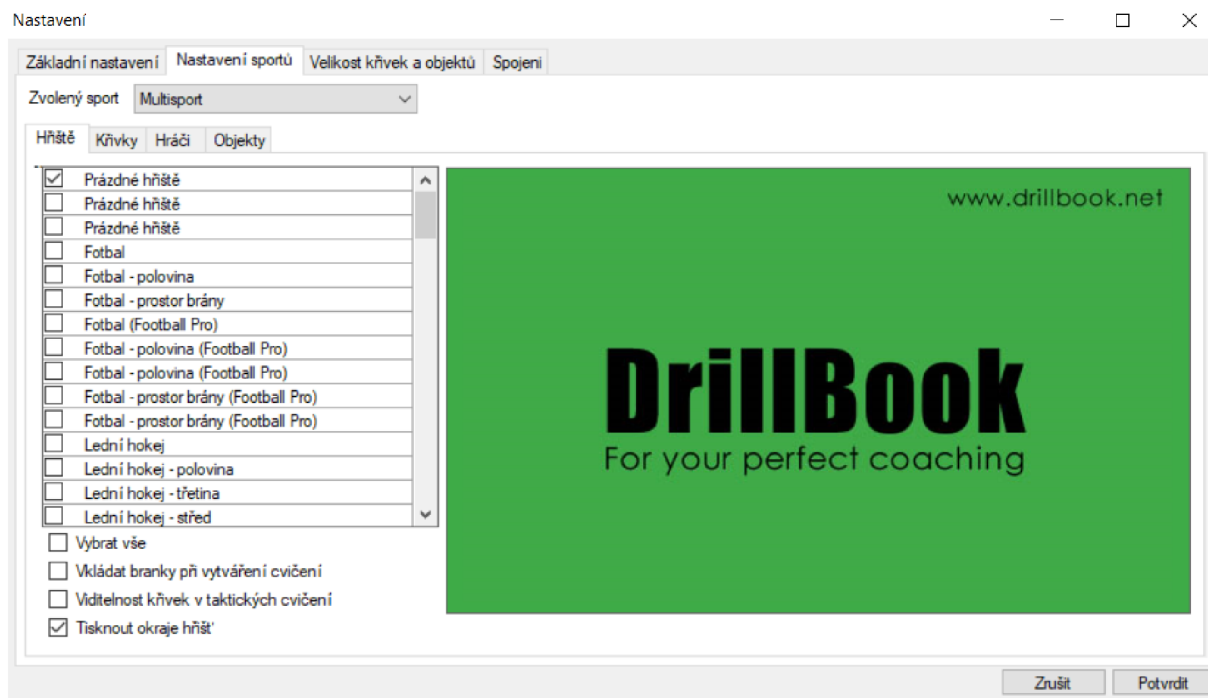 Nastavení
Základní nastavení Nastavení sportů Velikost křivek a objektů Spojeni
Zvolený sport Multisport
Hřiště Křivky Hráči Objekty
Prázdné hřiště
Prázdné hřiště
Prázdné hřiště
Fotbal
Fotbal - polovina
Fotbal - prostor brány
Fotbal (Football Pro)
Fotbal - polovina (Football Pro)
Fotbal - polovina (Football Pro)
Fotbal - prostor brány (Football Pro)
Fotbal - prostor brány (Football Pro)
Lední hokej
Lední hokej - polovina
Lední hokej - třetina
Lední hokej - střed
Vybrat vše
Vkládat branky při vytváření cvičení
Viditelnost křivek v taktických cvičení
Tisknout okraje hřišť
www.drillbook.net
DrillBook
For your perfect coaching
Zrušit Potvrdit